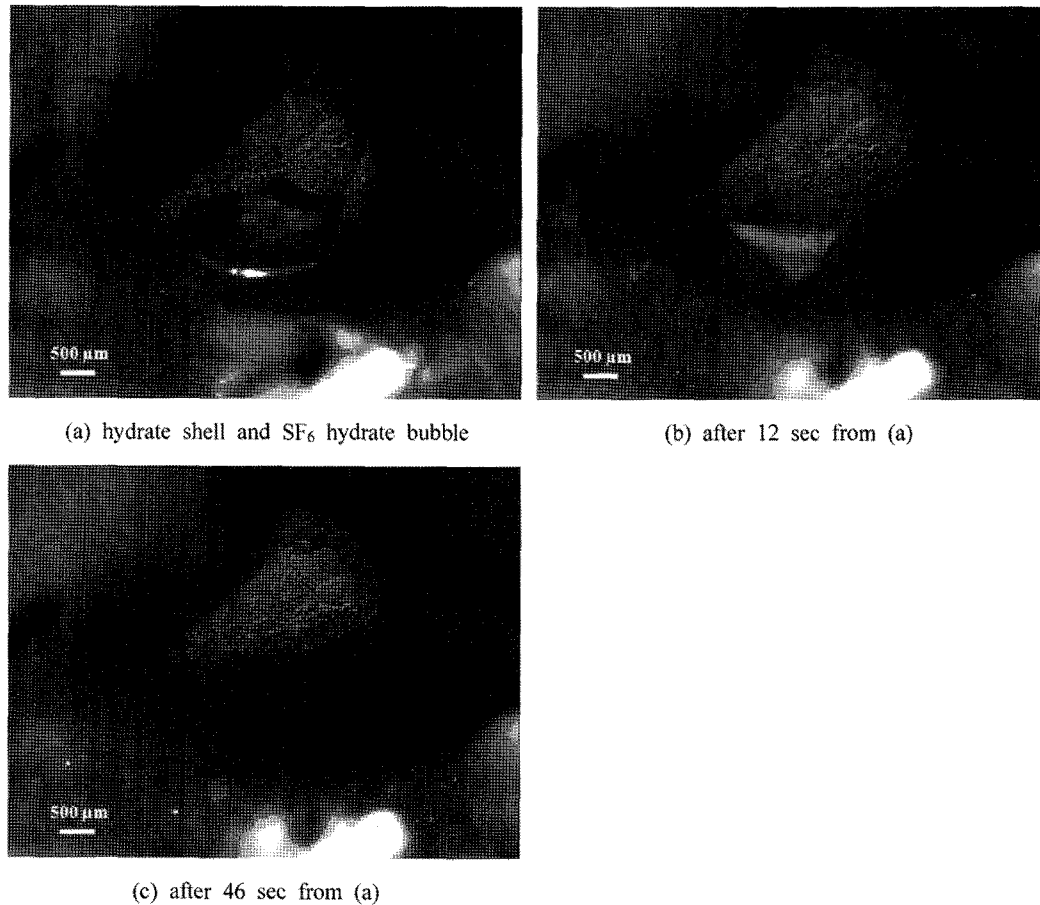 500 µm
500 µm
(a) hydrate shell and SF₆ hydrate bubble
(b) after 12 sec from (a)
500 µm
(c) after 46 sec from (a)